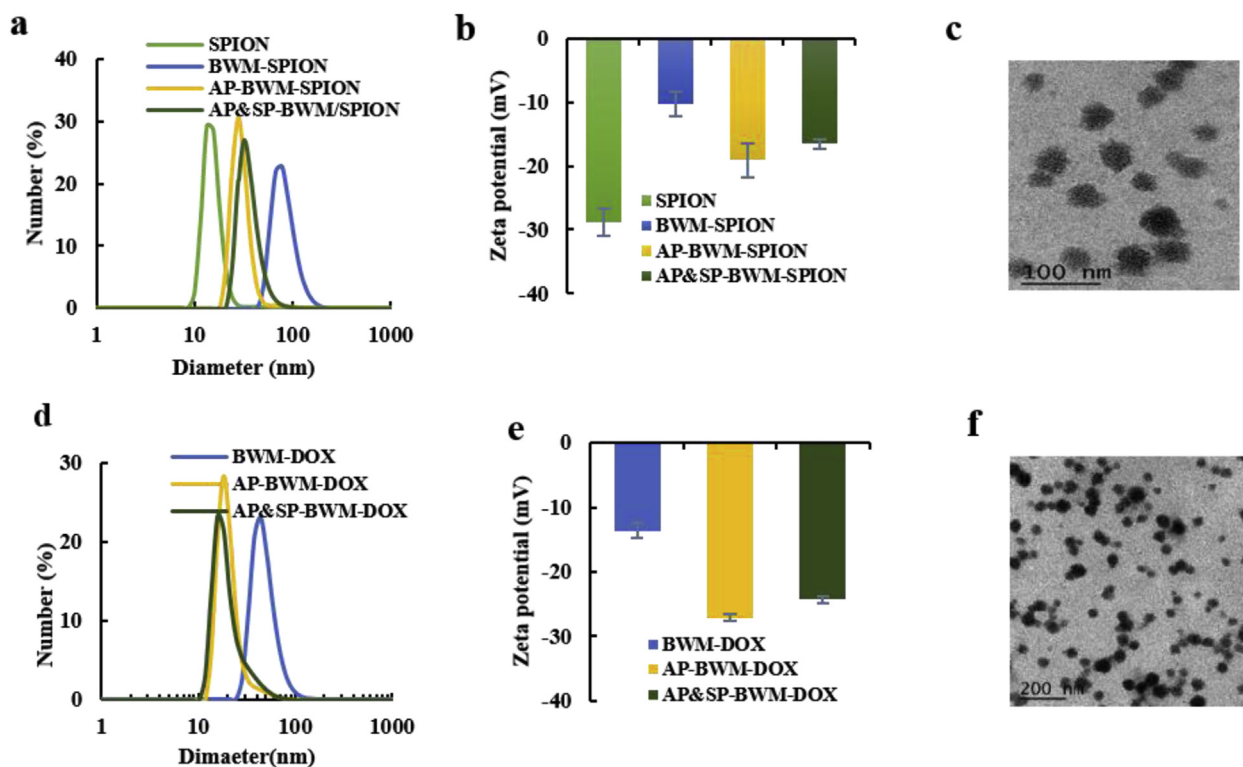 a
SPION
BWM-SPION
AP-BWM-SPION
AP&SP-BWM/SPION
40
30
20
10
0
Number (%)
1 10 100 1000
Diameter (nm)
b
0
-10
-20
-30
-40
Zeta potential (mV)
SPION
BWM-SPION
AP-BWM-SPION
AP&SP-BWM-SPION
c
100 nm
d
BWM-DOX
AP-BWM-DOX
AP&SP-BWM-DOX
30
20
10
0
Number (%)
1 10 100 1000
Dimaeter(nm)
e
0
-10
-20
-30
-40
Zeta potential (mV)
BWM-DOX
AP-BWM-DOX
AP&SP-BWM-DOX
f
200 nm